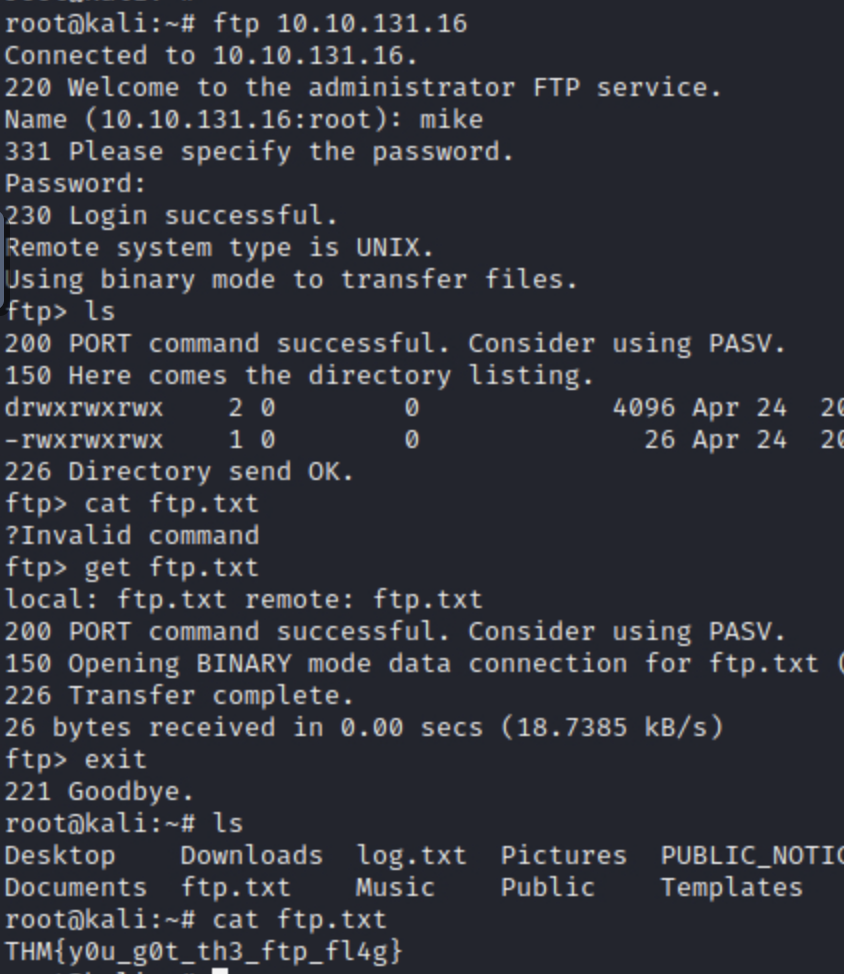 root@kali:~# ftp 10.10.131.16
Connected to 10.10.131.16.
220 Welcome to the administrator FTP service.
Name (10.10.131.16:root): mike
331 Please specify the password.
Password:
230 Login successful.
Remote system type is UNIX.
Using binary mode to transfer files.
ftp> ls
200 PORT command successful. Consider using PASV.
150 Here comes the directory listing.
drwxrwxrwx    2 0        0            4096 Apr 24
-rwxrwxrwx    1 0        0              26 Apr 24
226 Directory send OK.
ftp> cat ftp.txt
?Invalid command
ftp> get ftp.txt
local: ftp.txt remote: ftp.txt
200 PORT command successful. Consider using PASV.
150 Opening BINARY mode data connection for ftp.txt (
226 Transfer complete.
26 bytes received in 0.00 secs (18.7385 kB/s)
ftp> exit
221 Goodbye.
root@kali:~# ls
Desktop    Downloads  log.txt  Pictures  PUBLIC_NOTIC
Documents  ftp.txt    Music    Public    Templates
root@kali:~# cat ftp.txt
THM{y0u_g0t_th3_ftp_fl4g}